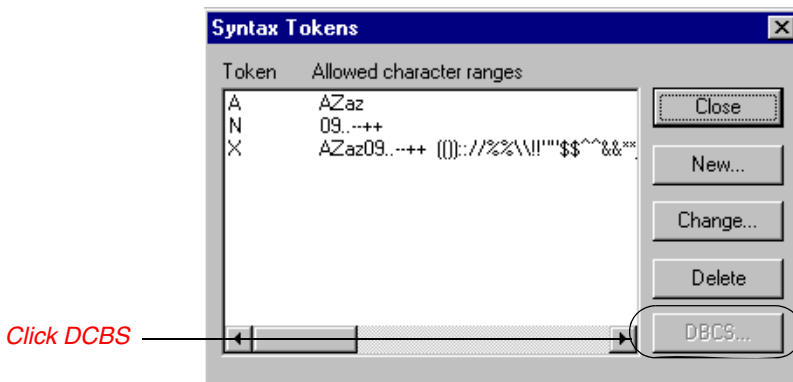 Syntax Tokens
Token Allowed character ranges
A AZaz
N 09..--++
X AZaz09..--++ (())::://%%\\!!""$$^^&&**
Close
New...
Change...
Delete
Click DCBS
DBCS...